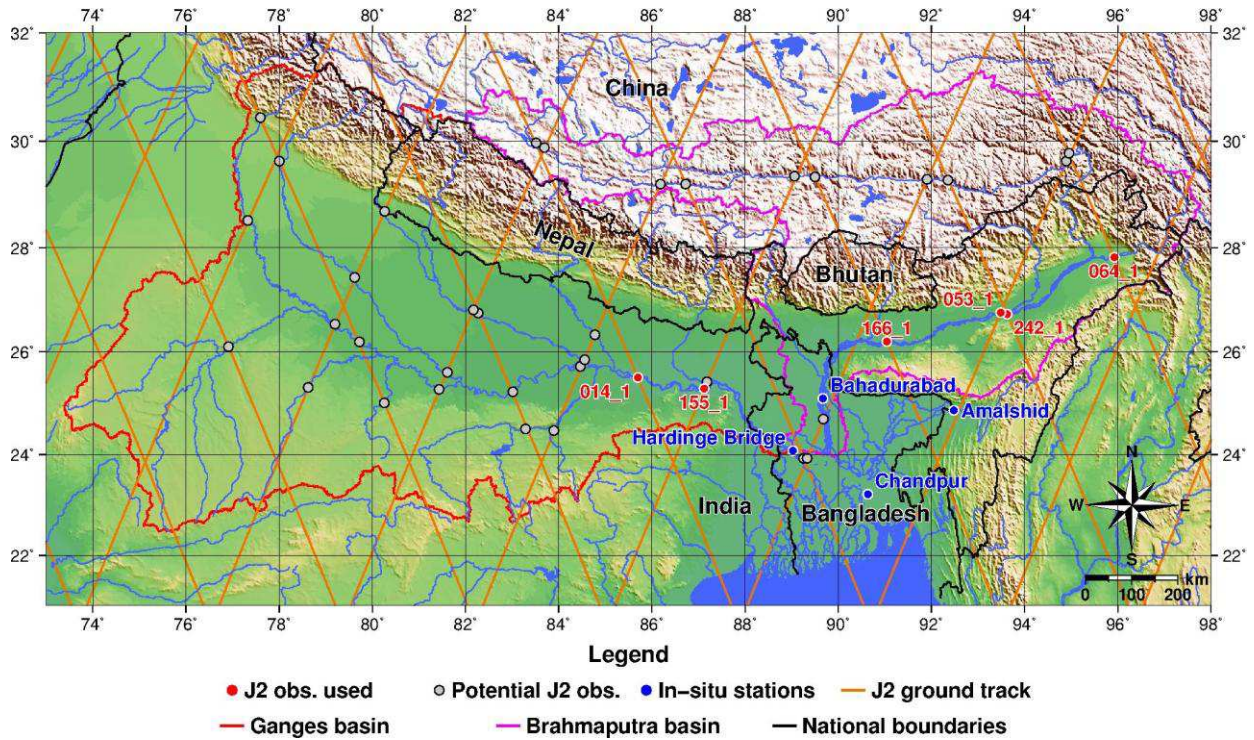 74° 76° 78° 80° 82° 84° 86° 88° 90° 92° 94° 96° 98°
32° 32°
China
30° 30°
Nepal
28° 28°
Bhutan
064_1
053_1
166_1 242_1
26° 26°
014_1 155_1
Bahadurabad
Amalshid
Hardinge Bridge
24° 24°
N
Chandpur
W E
India Bangladesh
S
22° 22°
km
0 100 200
74° 76° 78° 80° 82° 84° 86° 88° 90° 92° 94° 96° 98°
Legend
J2 obs. used Potential J2 obs. In-situ stations J2 ground track
Ganges basin Brahmaputra basin National boundaries